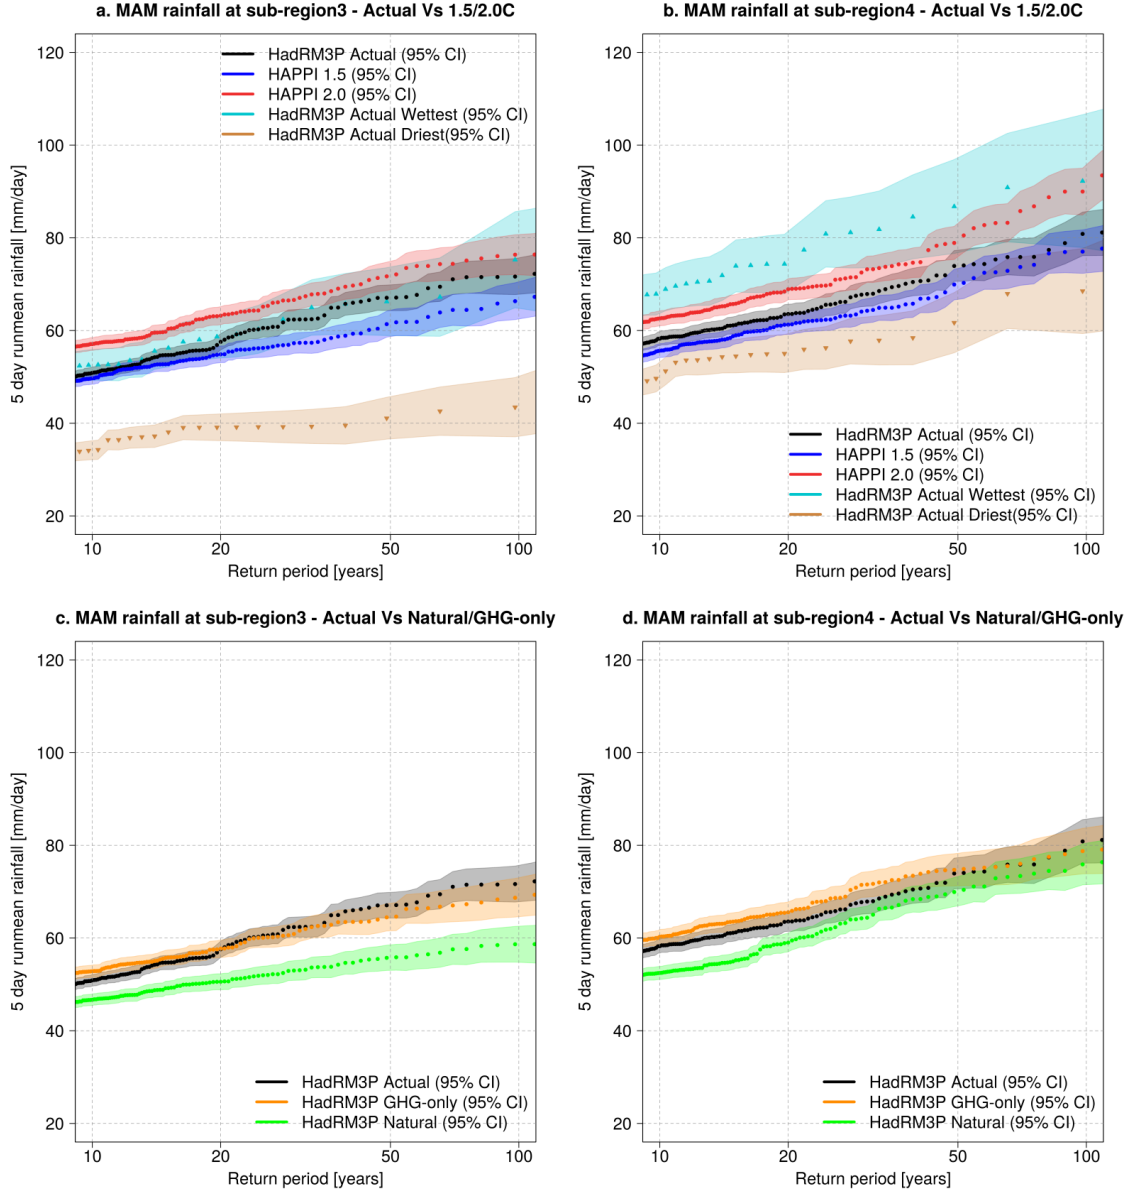 a. MAM rainfall at sub-region3 - Actual Vs 1.5/2.0C
5 day runmean rainfall [mm/day]
120
100
80
60
40
20
HadRM3P Actual (95% CI)
HAPPI 1.5 (95% CI)
HAPPI 2.0 (95% CI)
HadRM3P Actual Wettest (95% CI)
HadRM3P Actual Driest(95% CI)
10 20 50 100
Return period [years]
b. MAM rainfall at sub-region4 - Actual Vs 1.5/2.0C
5 day runmean rainfall [mm/day]
120
100
80
60
40
20
HadRM3P Actual (95% CI)
HAPPI 1.5 (95% CI)
HAPPI 2.0 (95% CI)
HadRM3P Actual Wettest (95% CI)
HadRM3P Actual Driest(95% CI)
10 20 50 100
Return period [years]
c. MAM rainfall at sub-region3 - Actual Vs Natural/GHG-only
5 day runmean rainfall [mm/day]
120
100
80
60
40
20
HadRM3P Actual (95% CI)
HadRM3P GHG-only (95% CI)
HadRM3P Natural (95% CI)
10 20 50 100
Return period [years]
d. MAM rainfall at sub-region4 - Actual Vs Natural/GHG-only
5 day runmean rainfall [mm/day]
120
100
80
60
40
20
HadRM3P Actual (95% CI)
HadRM3P GHG-only (95% CI)
HadRM3P Natural (95% CI)
10 20 50 100
Return period [years]